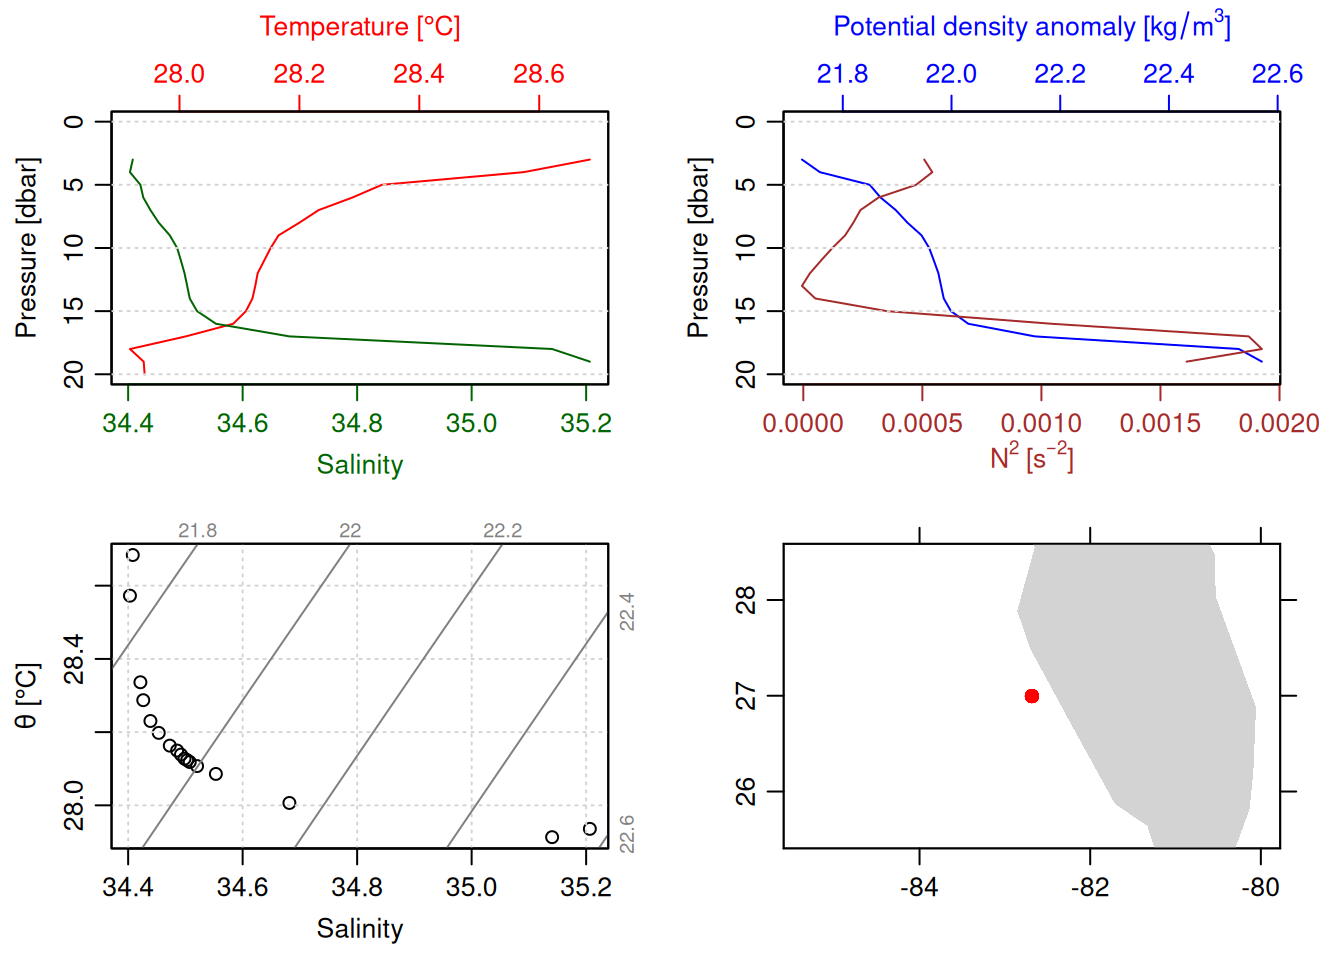 Temperature [°C]
28.0 28.2 28.4 28.6
Pressure [dbar]
0 5 10 15 20
34.4 34.6 34.8 35.0 35.2
Salinity
Potential density anomaly [kg/m³]
21.8 22.0 22.2 22.4 22.6
Pressure [dbar]
0 5 10 15 20
0.0000 0.0005 0.0010 0.0015 0.0020
N² [s⁻²]
21.8 22 22.2
22.4
22.6
θ [°C]
28.4
28.0
34.4 34.6 34.8 35.0 35.2
Salinity
28
27
26
-84 -82 -80